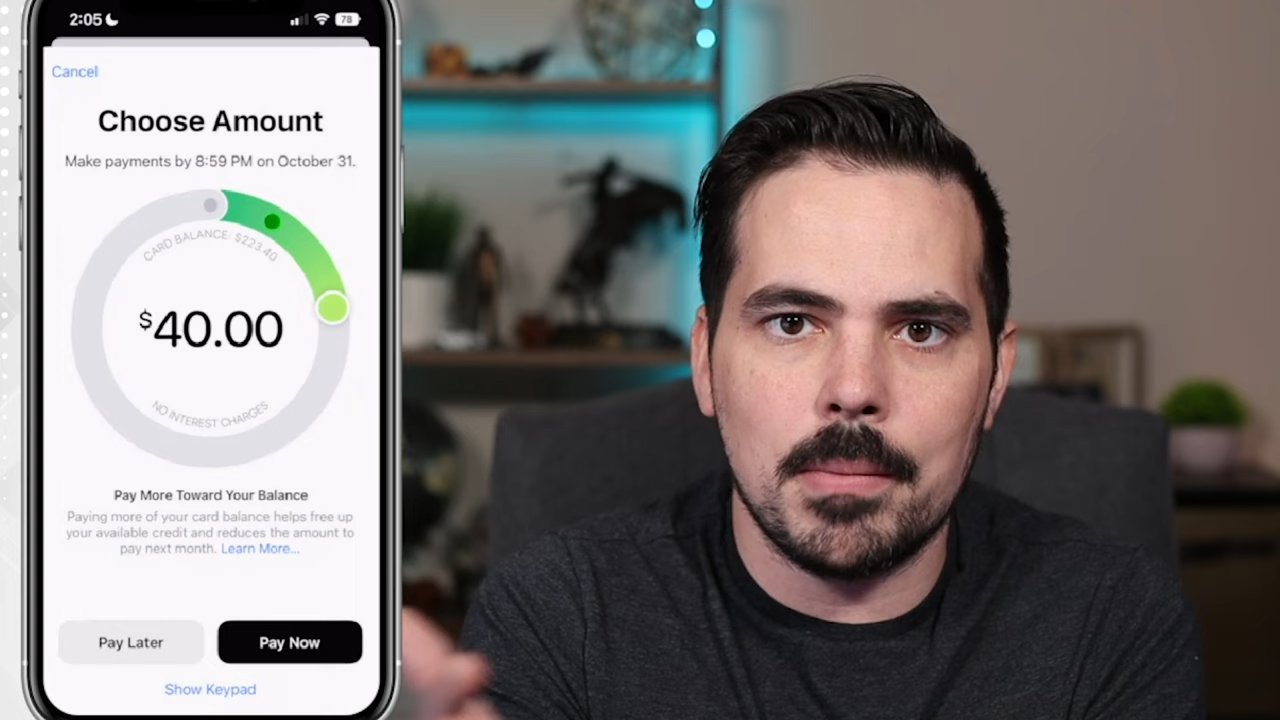 2:05
78
Cancel
Choose Amount
Make payments by 8:59 PM on October 31.
CARD BALANCE: $223.40
$40.00
NO INTEREST CHARGES
Pay More Toward Your Balance
Paying more of your card balance helps free up
your available credit and reduces the amount to
pay next month. Learn More...
Pay Later
Pay Now
Show Keypad